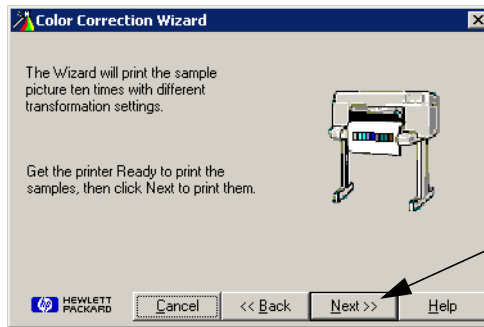 Color Correction Wizard
The Wizard will print the sample
picture ten times with different
transformation settings.
Get the printer Ready to print the
samples, then click Next to print them.
hp HEWLETT
PACKARD
Cancel
<< Back
Next >>
Help